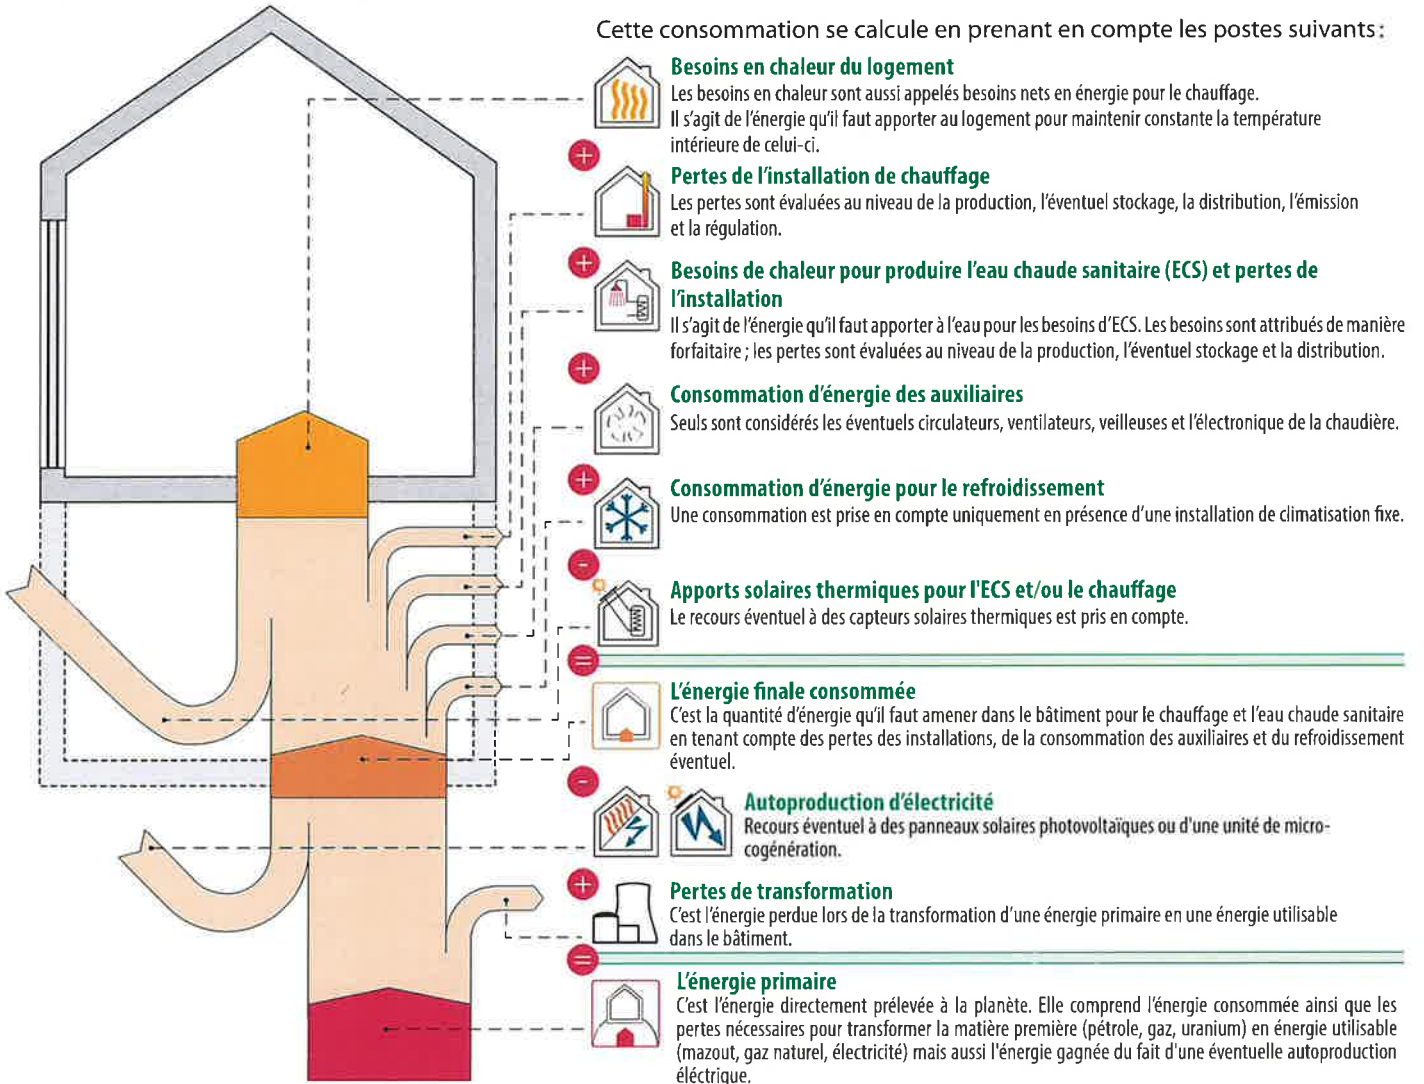 Cette consommation se calcule en prenant en compte les postes suivants :
Besoins en chaleur du logement
Les besoins en chaleur sont aussi appelés besoins nets en énergie pour le chauffage.
Il s'agit de l'énergie qu'il faut apporter au logement pour maintenir constante la température
intérieure de celui-ci.
+
Pertes de l'installation de chauffage
Les pertes sont évaluées au niveau de la production, l'éventuel stockage, la distribution, l'émission
et la régulation.
+
Besoins de chaleur pour produire l'eau chaude sanitaire (ECS) et pertes de
l'installation
Il s'agit de l'énergie qu'il faut apporter à l'eau pour les besoins d'ECS. Les besoins sont attribués de manière
forfaitaire ; les pertes sont évaluées au niveau de la production, l'éventuel stockage et la distribution.
+
Consommation d'énergie des auxiliaires
Seuls sont considérés les éventuels circulateurs, ventilateurs, veilleuses et l'électronique de la chaudière.
+
Consommation d'énergie pour le refroidissement
Une consommation est prise en compte uniquement en présence d'une installation de climatisation fixe.
-
Apports solaires thermiques pour l'ECS et/ou le chauffage
Le recours éventuel à des capteurs solaires thermiques est pris en compte.
=
L'énergie finale consommée
C'est la quantité d'énergie qu'il faut amener dans le bâtiment pour le chauffage et l'eau chaude sanitaire
en tenant compte des pertes des installations, de la consommation des auxiliaires et du refroidissement
éventuel.
-
Autoproduction d'électricité
Recours éventuel à des panneaux solaires photovoltaïques ou d'une unité de micro-
cogénération.
+
Pertes de transformation
C'est l'énergie perdue lors de la transformation d'une énergie primaire en une énergie utilisable
dans le bâtiment.
=
L'énergie primaire
C'est l'énergie directement prélevée à la planète. Elle comprend l'énergie consommée ainsi que les
pertes nécessaires pour transformer la matière première (pétrole, gaz, uranium) en énergie utilisable
(mazout, gaz naturel, électricité) mais aussi l'énergie gagnée du fait d'une éventuelle autoproduction
éléctrique.